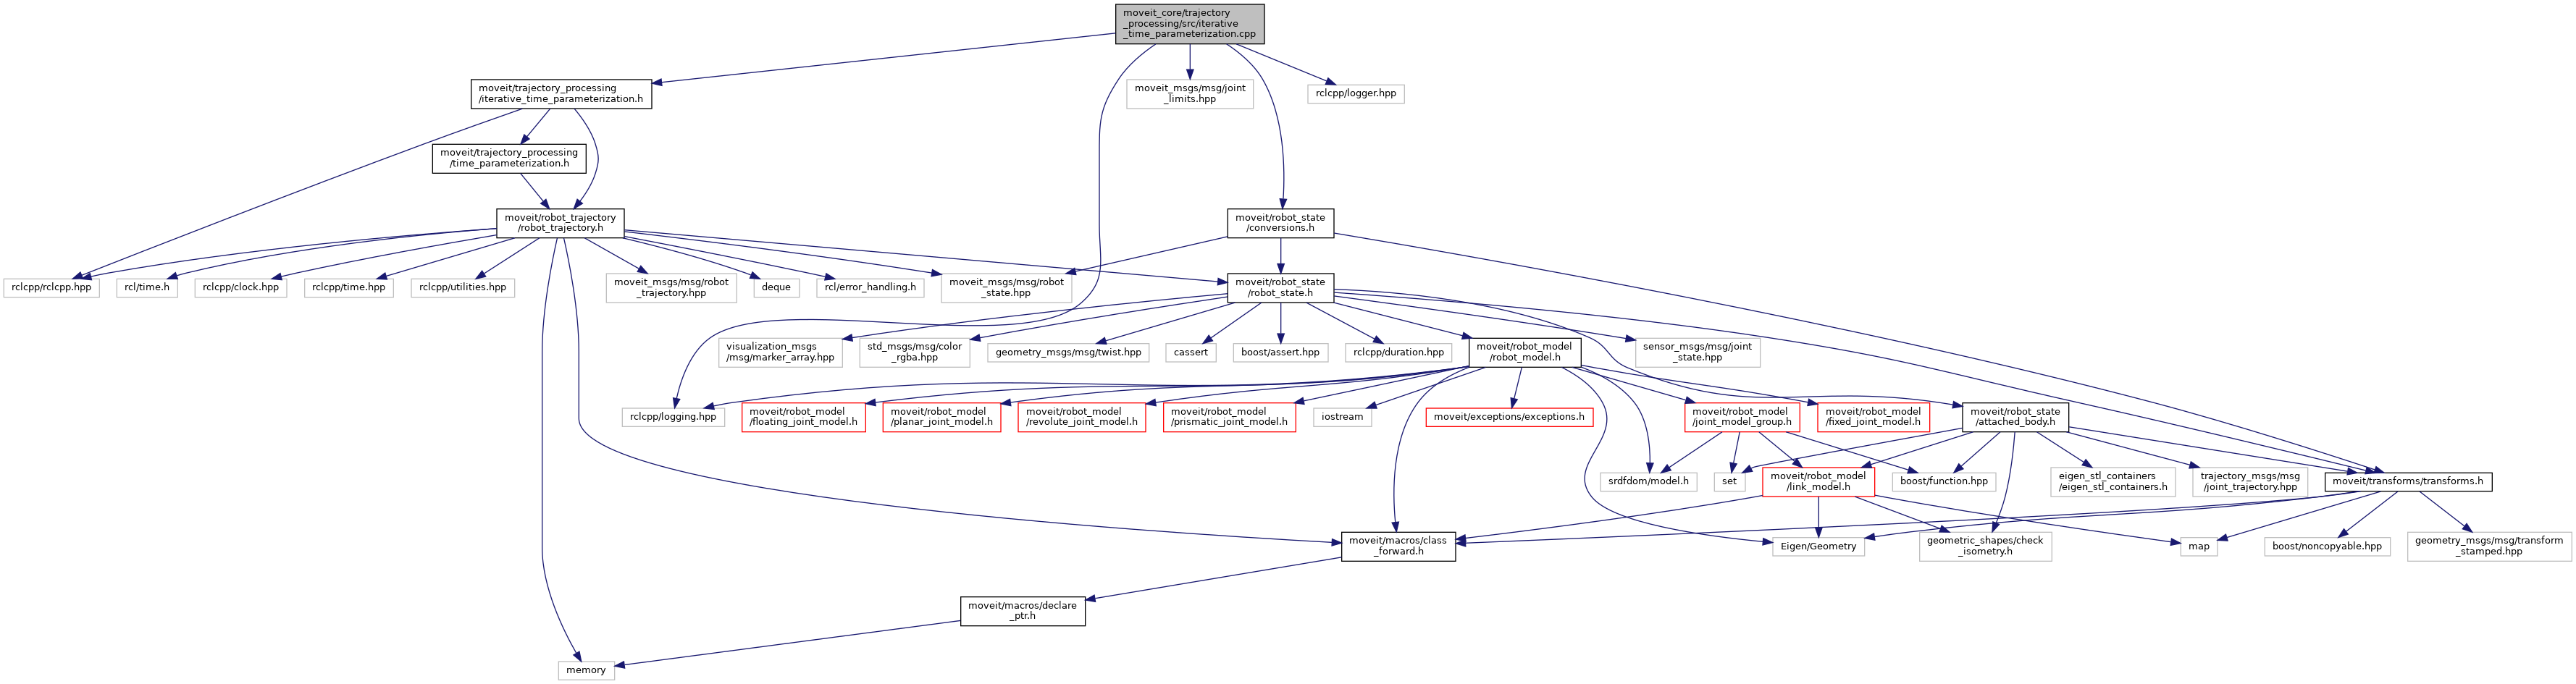 moveit_core/trajectory
_processing/src/iterative
_time_parameterization.cpp
moveit/trajectory_processing
/iterative_time_parameterization.h
moveit_msgs/msg/joint
_limits.hpp
rclcpp/logger.hpp
moveit/trajectory_processing
/time_parameterization.h
moveit/robot_trajectory
/robot_trajectory.h
moveit/robot_state
/conversions.h
rclcpp/rclcpp.hpp
rcl/time.h
rclcpp/clock.hpp
rclcpp/time.hpp
rclcpp/utilities.hpp
moveit_msgs/msg/robot
_trajectory.hpp
deque
rcl/error_handling.h
moveit_msgs/msg/robot
_state.hpp
moveit/robot_state
/robot_state.h
visualization_msgs
/msg/marker_array.hpp
std_msgs/msg/color
_rgba.hpp
geometry_msgs/msg/twist.hpp
cassert
boost/assert.hpp
rclcpp/duration.hpp
moveit/robot_model
/robot_model.h
sensor_msgs/msg/joint
_state.hpp
rclcpp/logging.hpp
moveit/robot_model
/floating_joint_model.h
moveit/robot_model
/planar_joint_model.h
moveit/robot_model
/revolute_joint_model.h
moveit/robot_model
/prismatic_joint_model.h
iostream
moveit/exceptions/exceptions.h
moveit/robot_model
/joint_model_group.h
moveit/robot_model
/fixed_joint_model.h
moveit/robot_state
/attached_body.h
srdfdom/model.h
set
moveit/robot_model
/link_model.h
boost/function.hpp
eigen_stl_containers
/eigen_stl_containers.h
trajectory_msgs/msg
/joint_trajectory.hpp
moveit/transforms/transforms.h
moveit/macros/class
_forward.h
Eigen/Geometry
geometric_shapes/check
_isometry.h
map
boost/noncopyable.hpp
geometry_msgs/msg/transform
_stamped.hpp
moveit/macros/declare
_ptr.h
memory